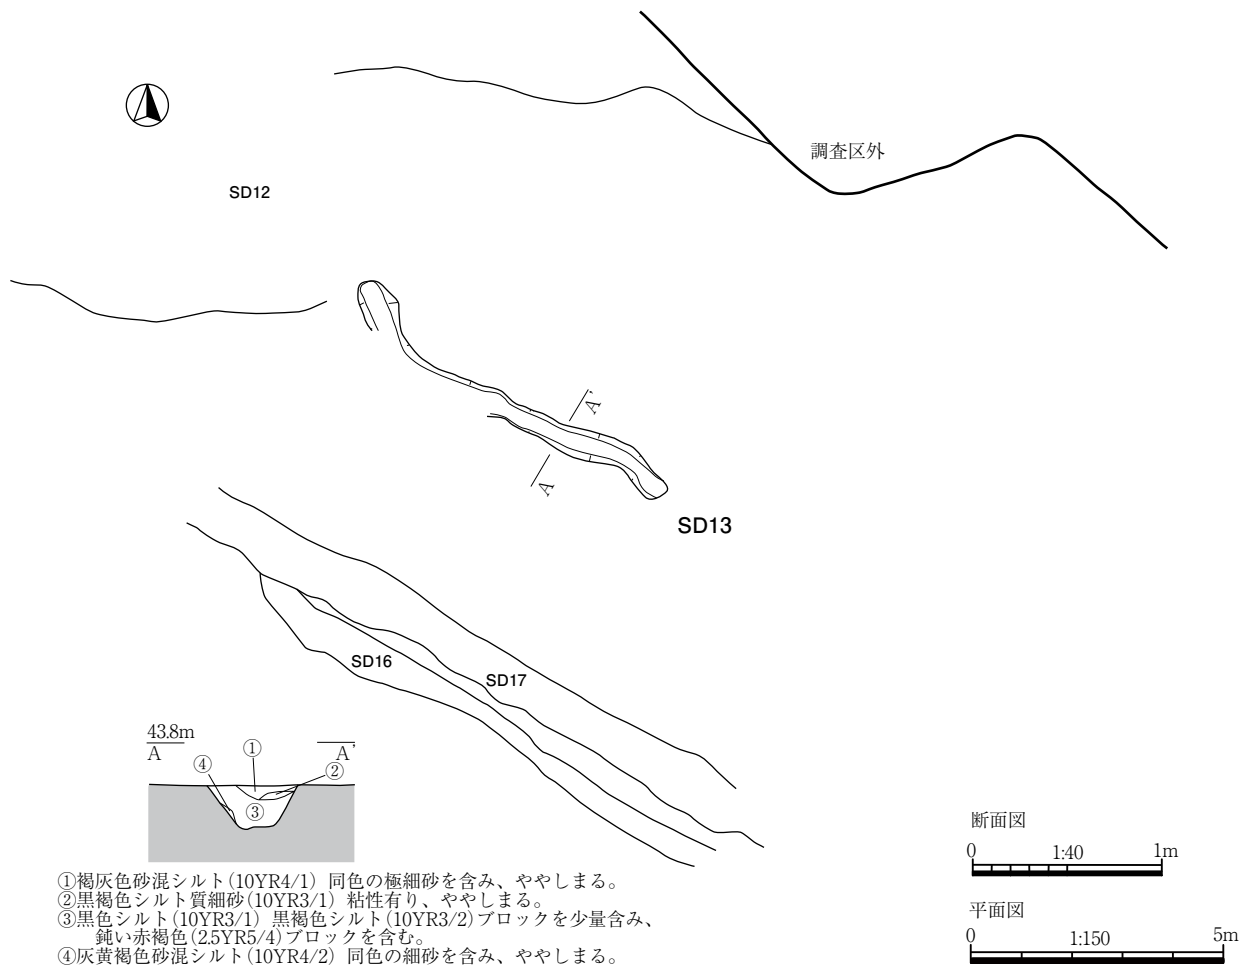 調査区外
SD12
A'
A
SD13
SD16
SD17
43.8m
A
A'
①
②
④
③
①褐灰色砂混シルト(10YR4/1) 同色の極細砂を含み、ややしまる。
②黒褐色シルト質細砂(10YR3/1) 粘性有り、ややしまる。
③黒色シルト(10YR3/1) 黒褐色シルト(10YR3/2)ブロックを少量含み、
鈍い赤褐色(2.5YR5/4)ブロックを含む。
④灰黄褐色砂混シルト(10YR4/2) 同色の細砂を含み、ややしまる。
断面図
0 1:40 1m
平面図
0 1:150 5m